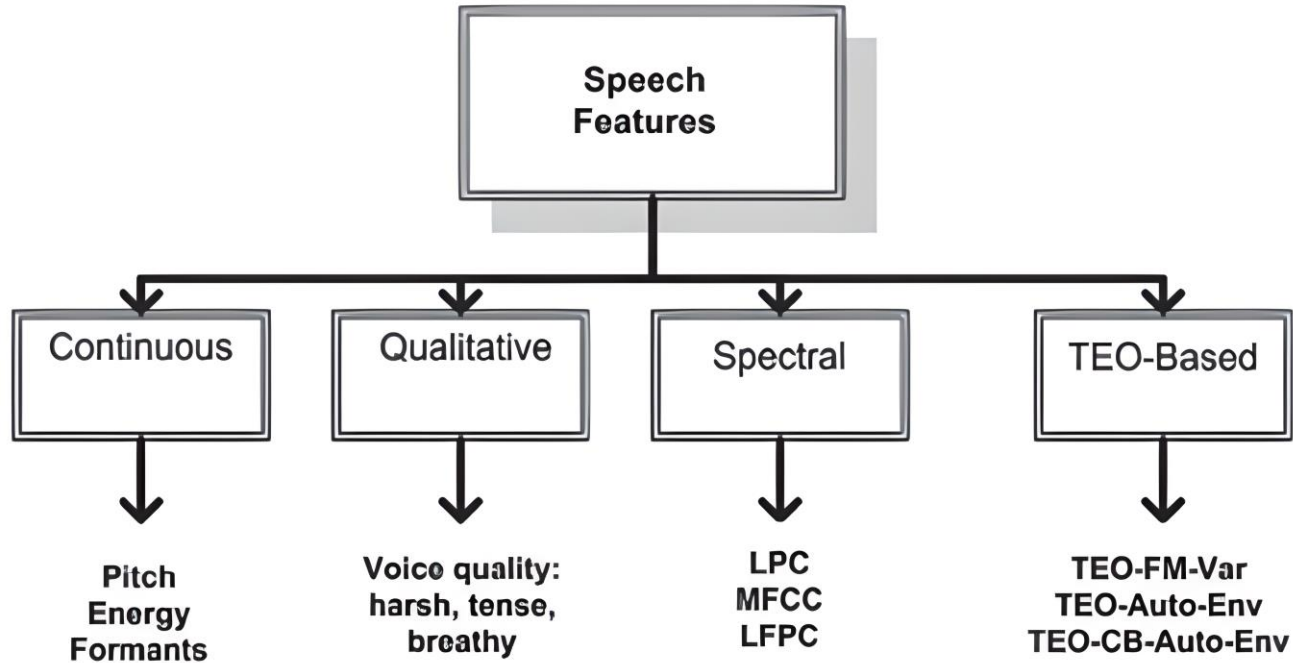 Speech
Features
Continuous
Qualitative
Spectral
TEO-Based
Pitch
Energy
Formants
Voice quality:
harsh, tense,
breathy
LPC
MFCC
LFPC
TEO-FM-Var
TEO-Auto-Env
TEO-CB-Auto-Env